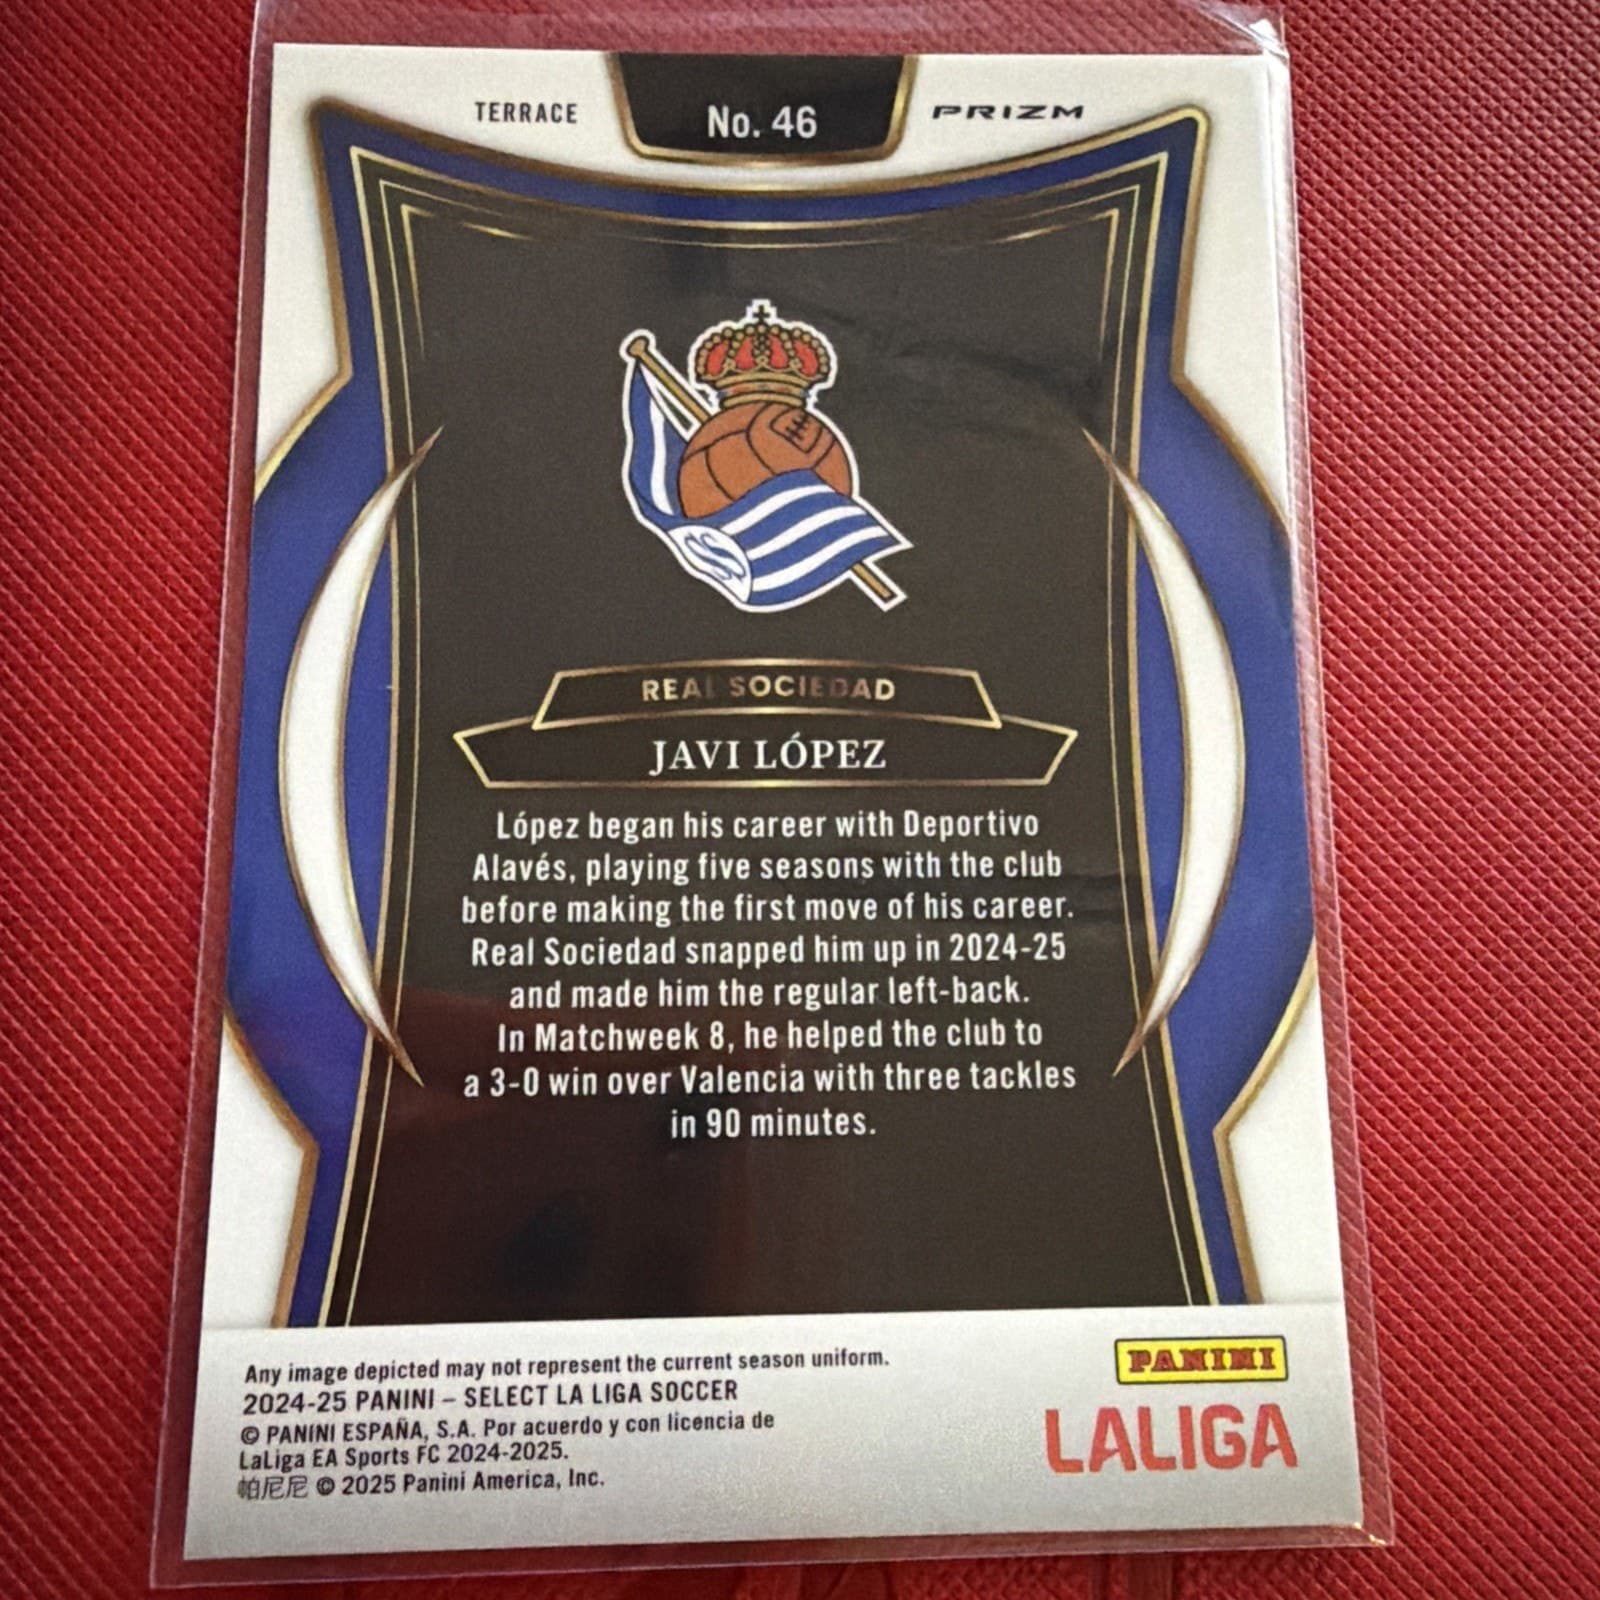 TERRACE No. 46 PRIZM
REAL SOCIEDAD
JAVI LÓPEZ
López began his career with Deportivo
Alavés, playing five seasons with the club
before making the first move of his career.
Real Sociedad snapped him up in 2024-25
and made him the regular left-back.
In Matchweek 8, he helped the club to
a 3-0 win over Valencia with three tackles
in 90 minutes.
Any image depicted may not represent the current season uniform.
2024-25 PANINI – SELECT LA LIGA SOCCER
© PANINI ESPAÑA, S.A. Por acuerdo y con licencia de
LaLiga EA Sports FC 2024-2025.
帕尼尼 © 2025 Panini America, Inc.
PANINI
LALIGA